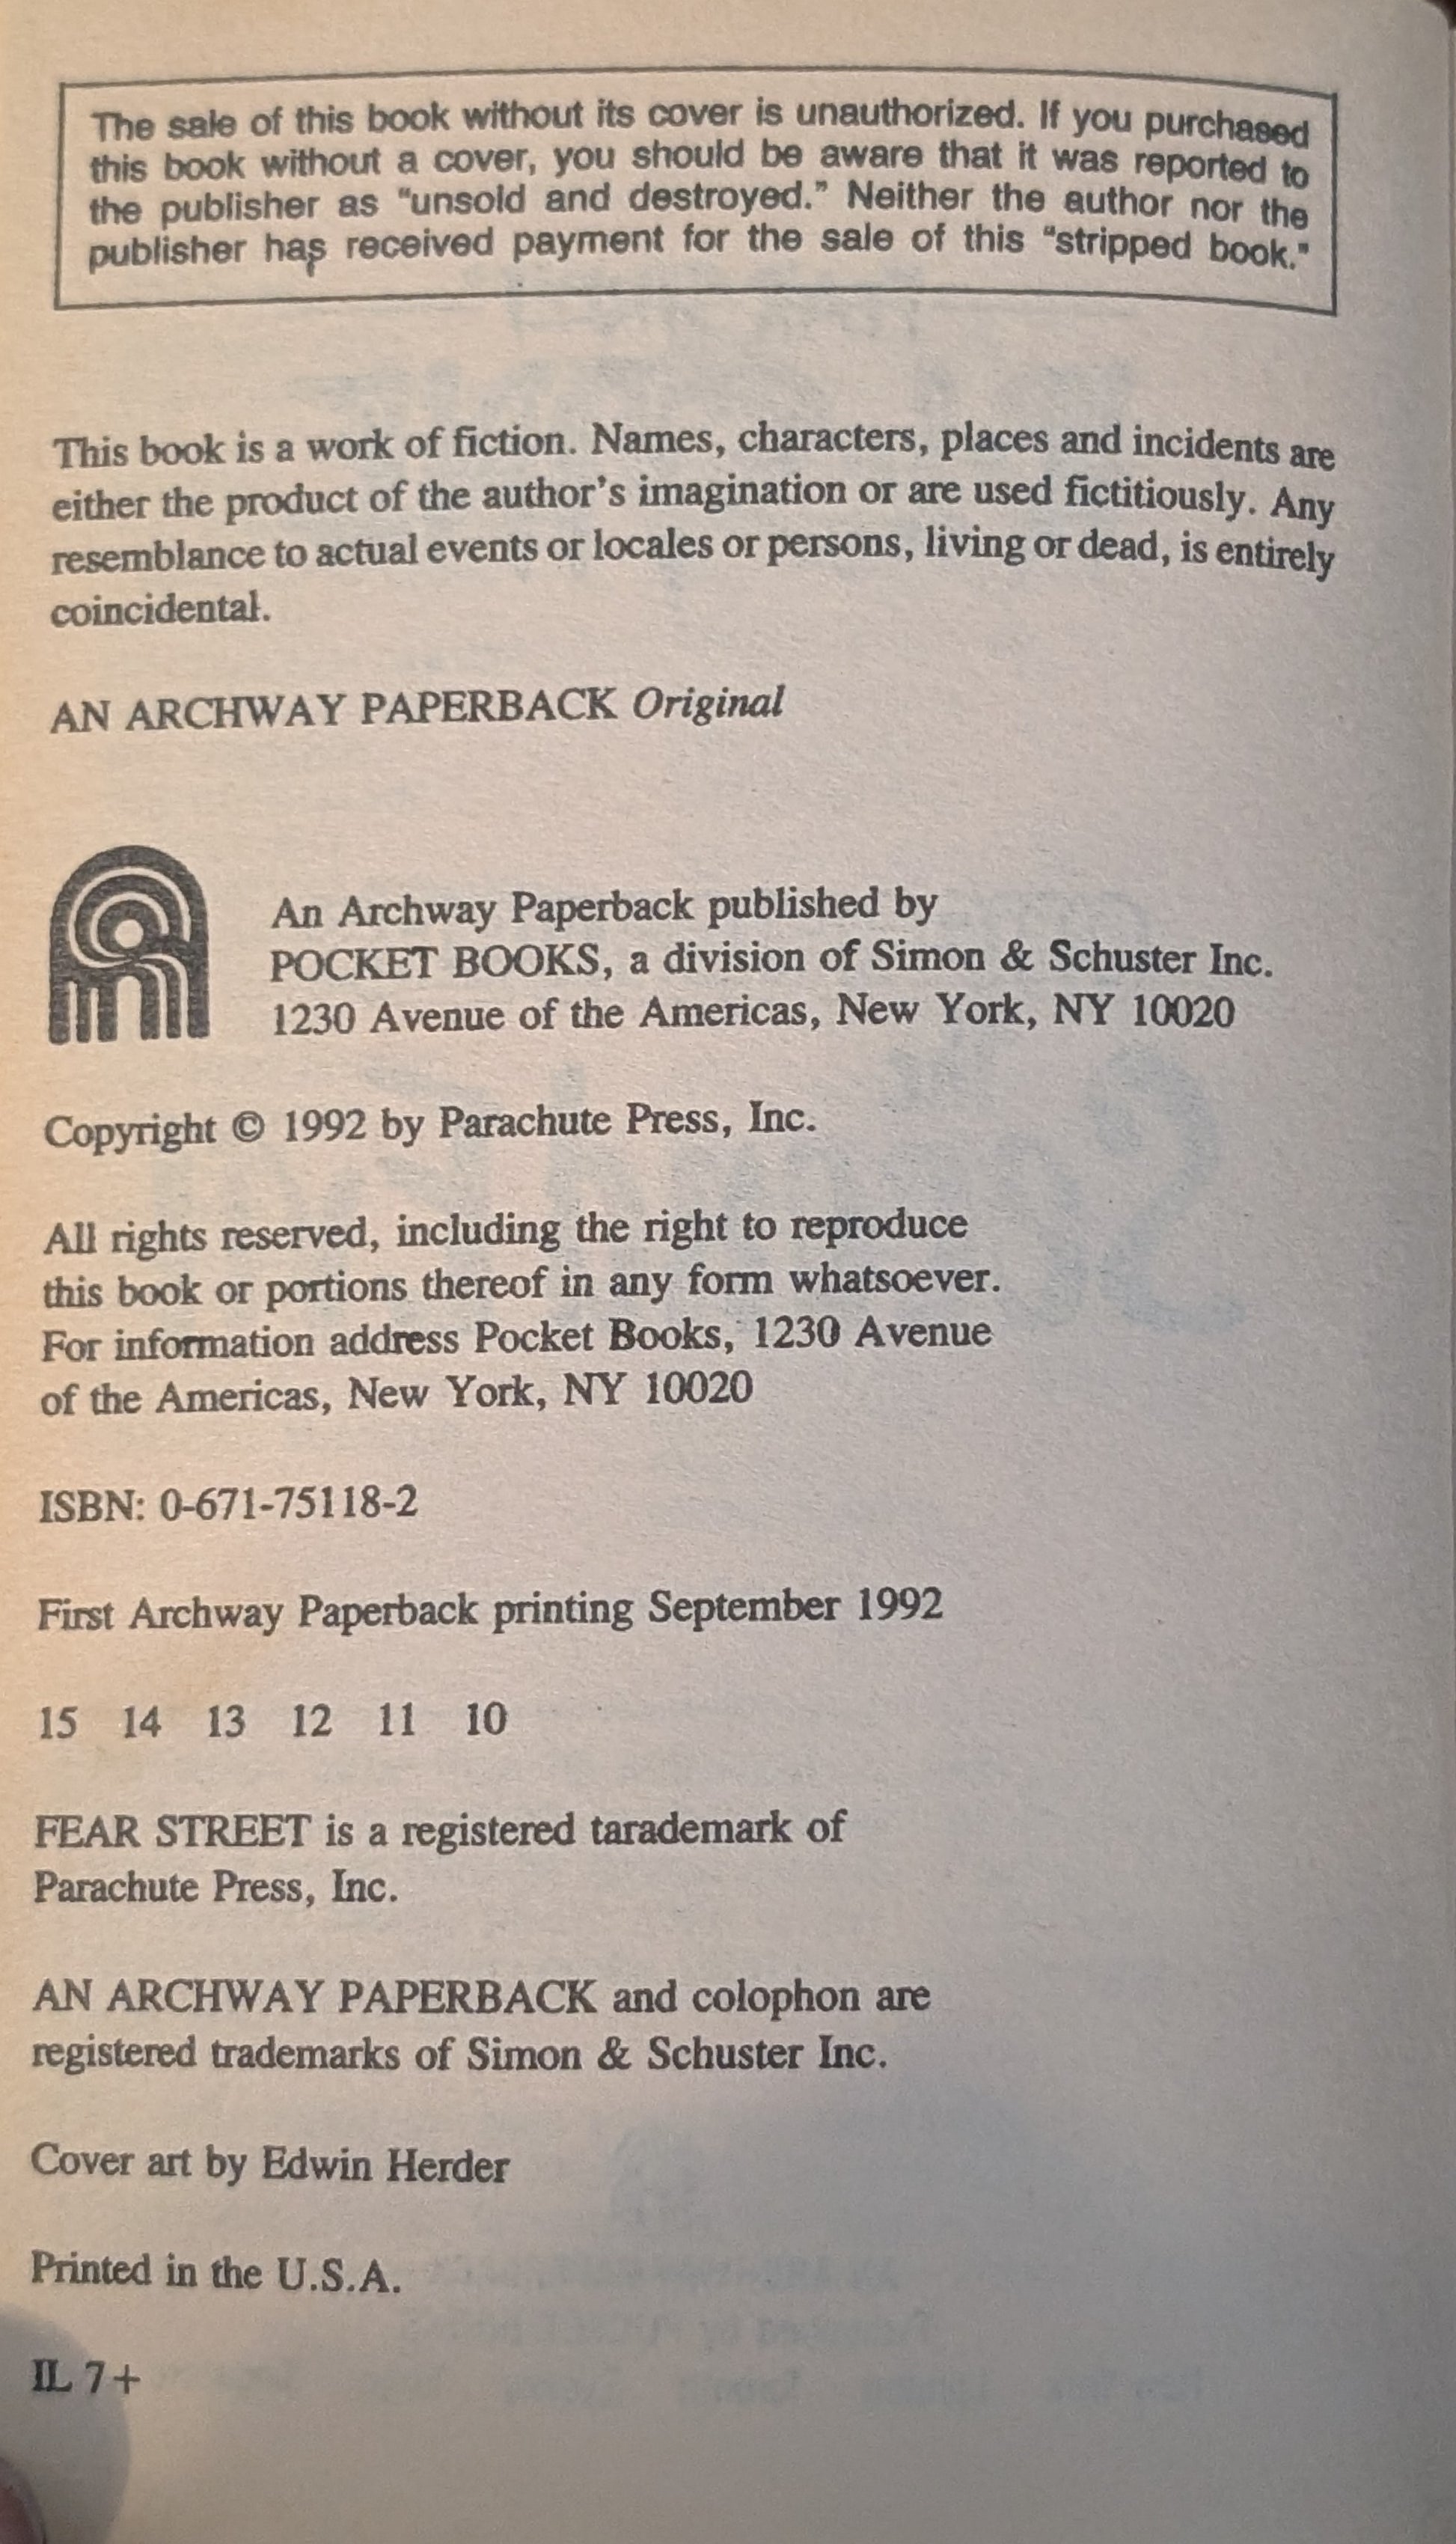 The sale of this book without its cover is unauthorized. If you purchased
this book without a cover, you should be aware that it was reported to
the publisher as “unsold and destroyed.” Neither the author nor the
publisher has received payment for the sale of this “stripped book.”
This book is a work of fiction. Names, characters, places and incidents are
either the product of the author’s imagination or are used fictitiously. Any
resemblance to actual events or locales or persons, living or dead, is entirely
coincidental.
AN ARCHWAY PAPERBACK Original
An Archway Paperback published by
POCKET BOOKS, a division of Simon & Schuster Inc.
1230 Avenue of the Americas, New York, NY 10020
Copyright © 1992 by Parachute Press, Inc.
All rights reserved, including the right to reproduce
this book or portions thereof in any form whatsoever.
For information address Pocket Books, 1230 Avenue
of the Americas, New York, NY 10020
ISBN: 0-671-75118-2
First Archway Paperback printing September 1992
15 14 13 12 11 10
FEAR STREET is a registered tarademark of
Parachute Press, Inc.
AN ARCHWAY PAPERBACK and colophon are
registered trademarks of Simon & Schuster Inc.
Cover art by Edwin Herder
Printed in the U.S.A.
IL 7+